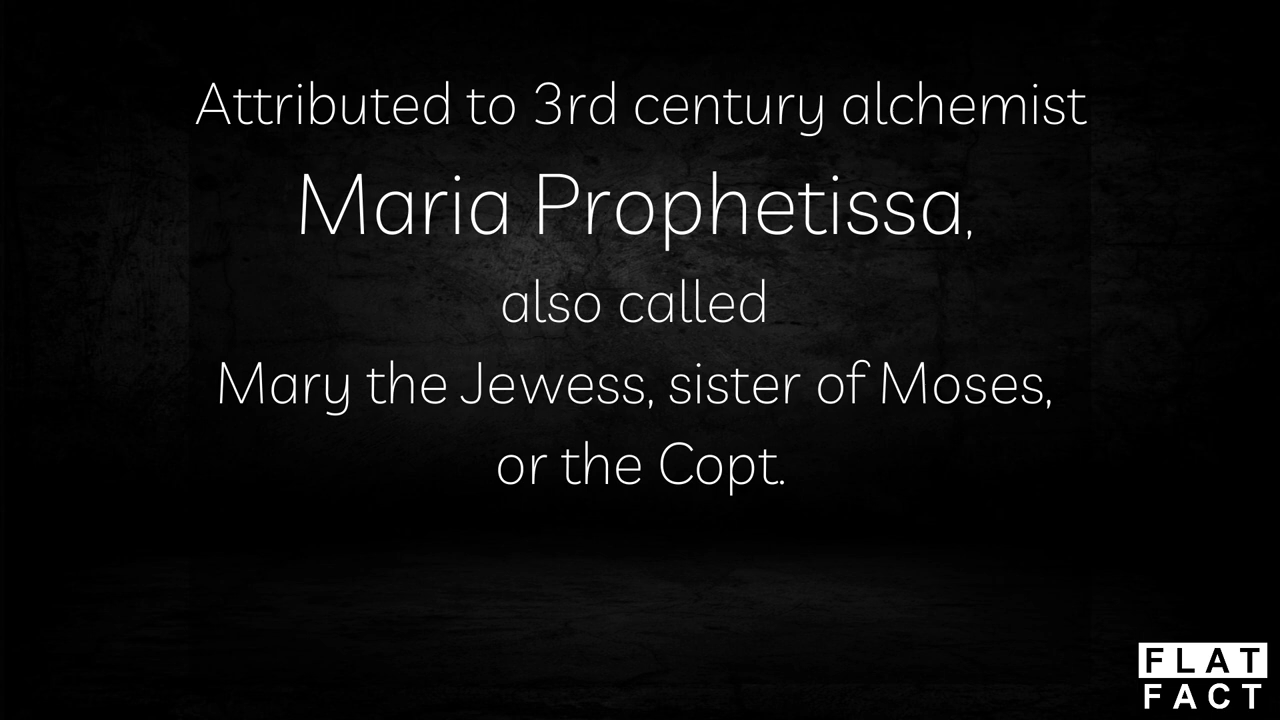 Attributed to 3rd century alchemist
Maria Prophetissa,
also called
Mary the Jewess, sister of Moses,
or the Copt.
FLAT
FACT